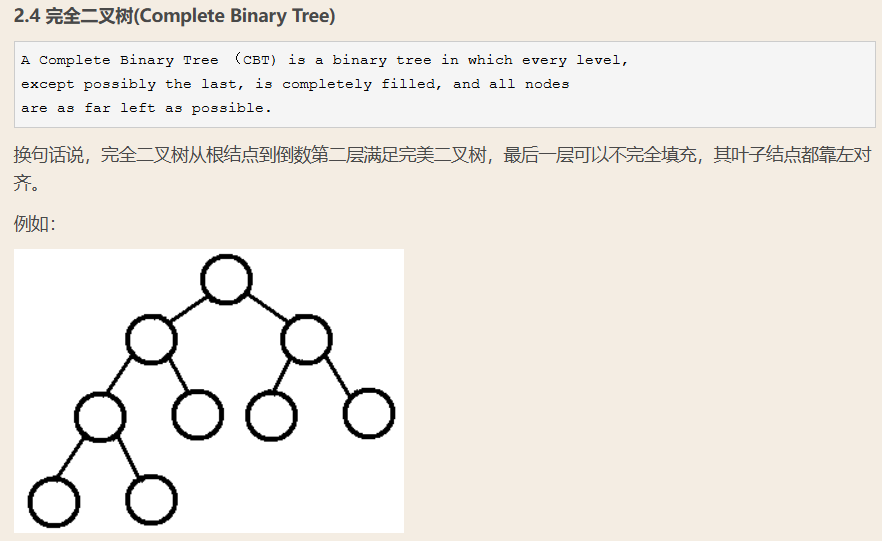 2.4 完全二叉树(Complete Binary Tree)
A Complete Binary Tree （CBT) is a binary tree in which every level,
except possibly the last, is completely filled, and all nodes
are as far left as possible.
换句话说，完全二叉树从根结点到倒数第二层满足完美二叉树，最后一层可以不完全填充，其叶子结点都靠左对
齐。
例如：